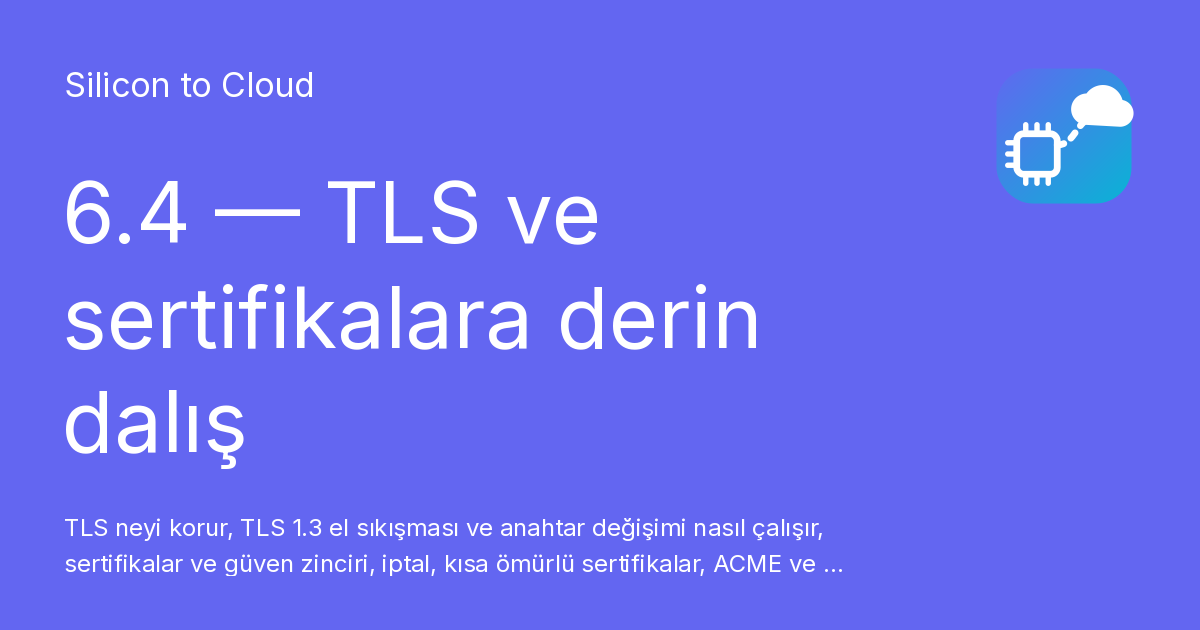 Silicon to Cloud
6.4 — TLS ve
sertifikalara derin
dalış
TLS neyi korur, TLS 1.3 el sıkışması ve anahtar değişimi nasıl çalışır,
sertifikalar ve güven zinciri, iptal, kısa ömürlü sertifikalar, ACME ve ...